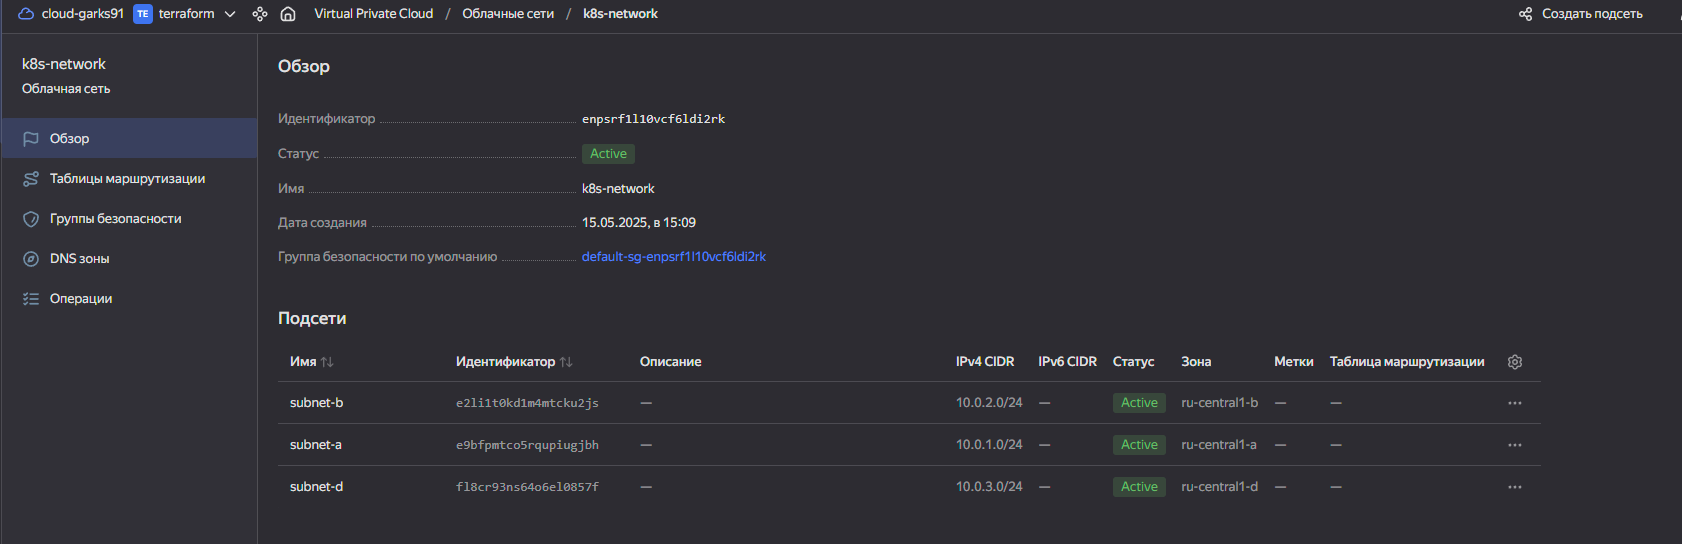 cloud-garks91 TE terraform Virtual Private Cloud / Облачные сети / k8s-network Создать подсеть
k8s-network
Облачная сеть
Обзор
Таблицы маршрутизации
Группы безопасности
DNS зоны
Операции
Обзор
Идентификатор enpsrf1l10vcf6ldi2rk
Статус Active
Имя k8s-network
Дата создания 15.05.2025, в 15:09
Группа безопасности по умолчанию default-sg-enpsrf1l10vcf6ldi2rk
Подсети
Имя Идентификатор Описание IPv4 CIDR IPv6 CIDR Статус Зона Метки Таблица маршрутизации
subnet-b e2li1t0kd1m4mtcku2js — 10.0.2.0/24 — Active ru-central1-b — —
subnet-a e9bfpmtco5rqupiugjbh — 10.0.1.0/24 — Active ru-central1-a — —
subnet-d fl8cr93ns64o6el0857f — 10.0.3.0/24 — Active ru-central1-d — —